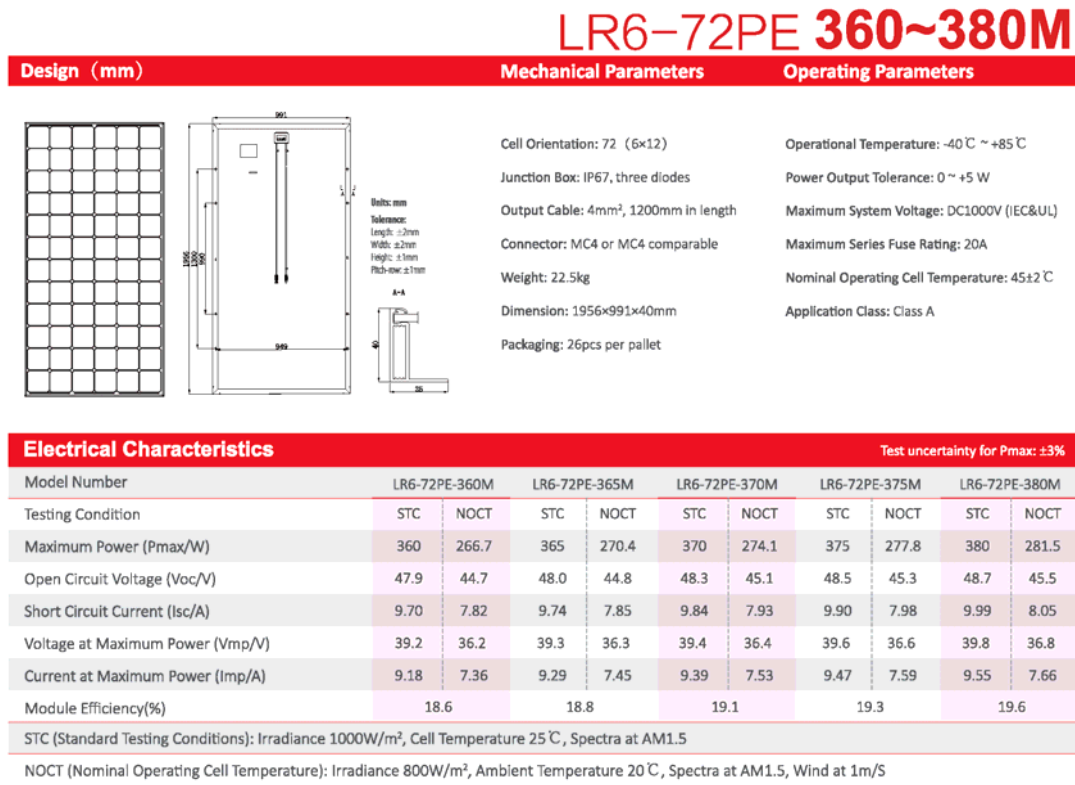 LR6-72PE 360~380M
Design (mm)
Mechanical Parameters
Operating Parameters
991
1956
1300
990
949
Units: mm
Tolerance:
Length: ±2mm
Width: ±2mm
Height: ±1mm
Pitch-row: ±1mm
A A
A-A
40
35
Cell Orientation: 72 (6×12)
Junction Box: IP67, three diodes
Output Cable: 4mm², 1200mm in length
Connector: MC4 or MC4 comparable
Weight: 22.5kg
Dimension: 1956×991×40mm
Packaging: 26pcs per pallet
Operational Temperature: -40℃ ~ +85℃
Power Output Tolerance: 0 ~ +5 W
Maximum System Voltage: DC1000V (IEC&UL)
Maximum Series Fuse Rating: 20A
Nominal Operating Cell Temperature: 45±2℃
Application Class: Class A
Electrical Characteristics Test uncertainty for Pmax: ±3%
Model Number LR6-72PE-360M LR6-72PE-365M LR6-72PE-370M LR6-72PE-375M LR6-72PE-380M
Testing Condition STC NOCT STC NOCT STC NOCT STC NOCT STC NOCT
Maximum Power (Pmax/W) 360 266.7 365 270.4 370 274.1 375 277.8 380 281.5
Open Circuit Voltage (Voc/V) 47.9 44.7 48.0 44.8 48.3 45.1 48.5 45.3 48.7 45.5
Short Circuit Current (Isc/A) 9.70 7.82 9.74 7.85 9.84 7.93 9.90 7.98 9.99 8.05
Voltage at Maximum Power (Vmp/V) 39.2 36.2 39.3 36.3 39.4 36.4 39.6 36.6 39.8 36.8
Current at Maximum Power (Imp/A) 9.18 7.36 9.29 7.45 9.39 7.53 9.47 7.59 9.55 7.66
Module Efficiency(%) 18.6 18.8 19.1 19.3 19.6
STC (Standard Testing Conditions): Irradiance 1000W/m², Cell Temperature 25℃, Spectra at AM1.5
NOCT (Nominal Operating Cell Temperature): Irradiance 800W/m², Ambient Temperature 20℃, Spectra at AM1.5, Wind at 1m/S